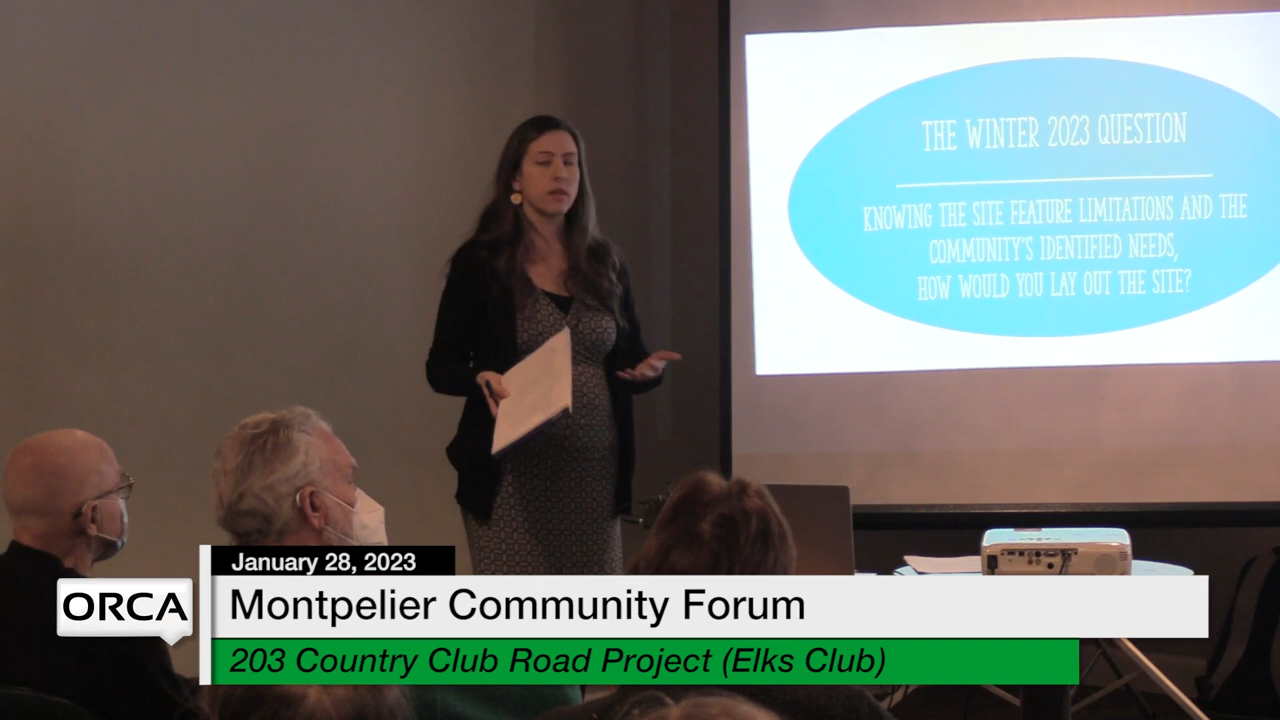 THE WINTER 2023 QUESTION
KNOWING THE SITE FEATURE LIMITATIONS AND THE
COMMUNITY'S IDENTIFIED NEEDS,
HOW WOULD YOU LAY OUT THE SITE?
January 28, 2023
ORCA
Montpelier Community Forum
203 Country Club Road Project (Elks Club)